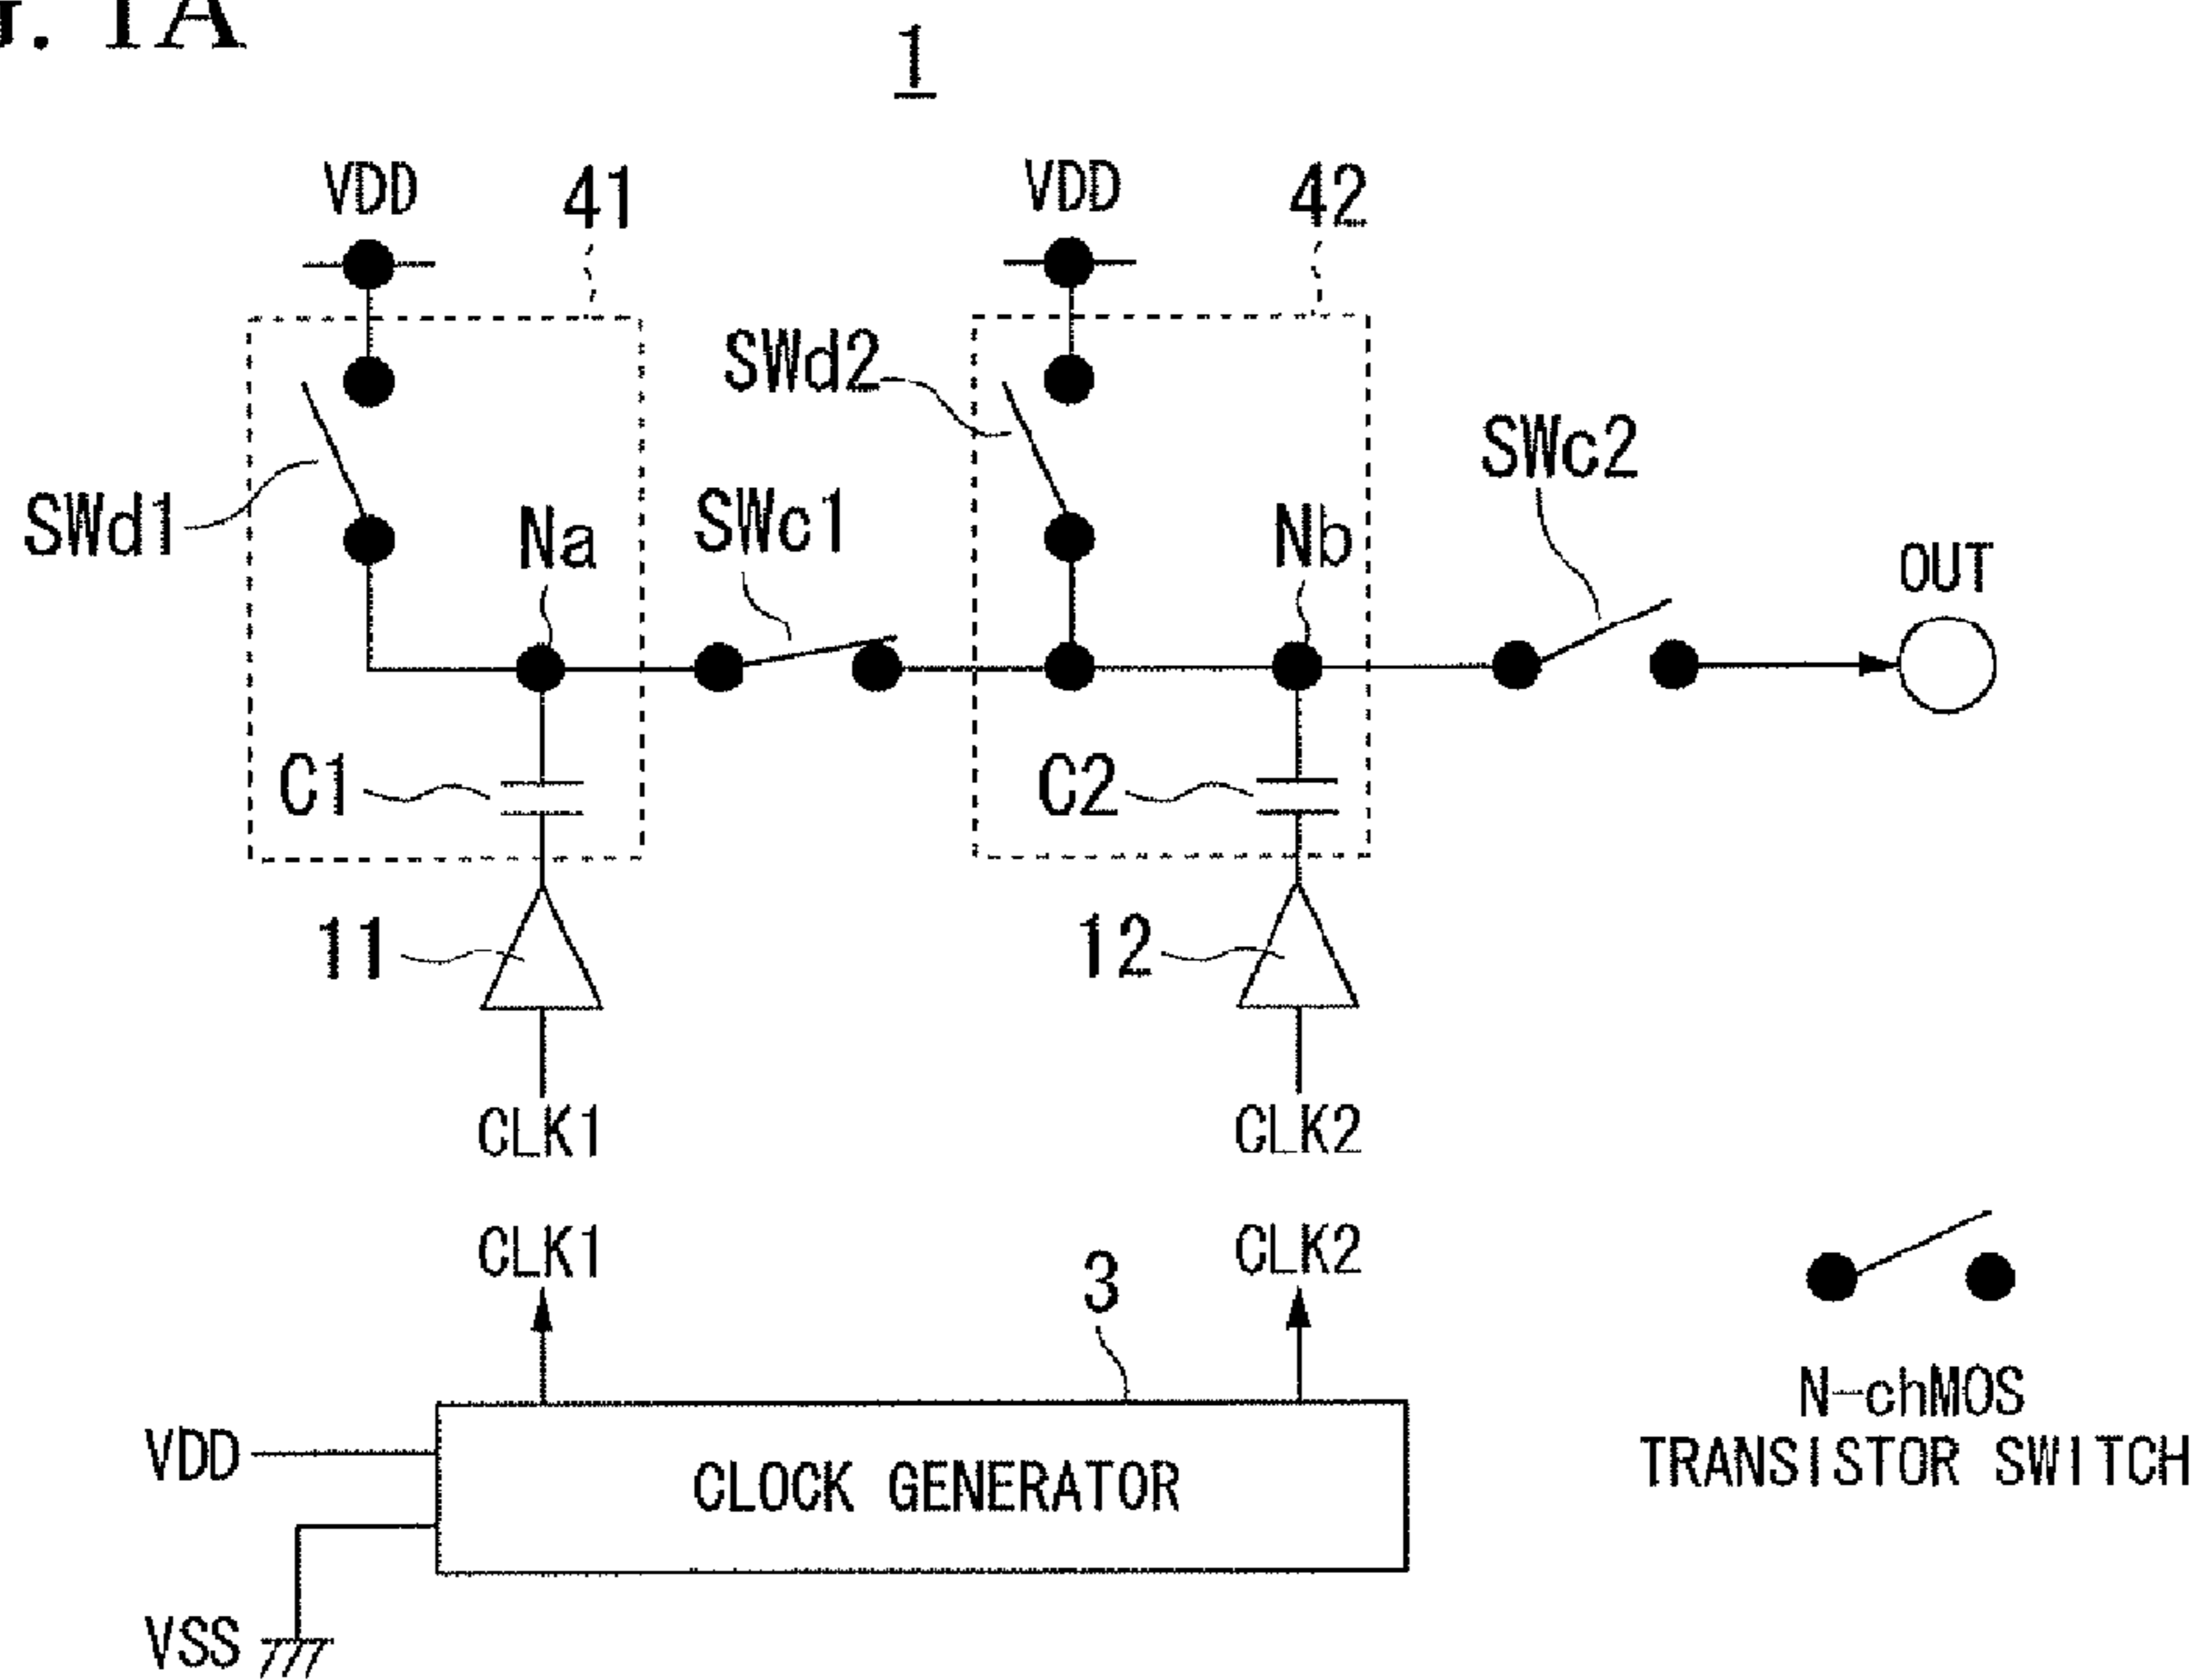 . 1A
1
VDD
41
VDD
42
SWd2
SWc2
SWd1
Na
SWc1
Nb
OUT
C1
C2
11
12
CLK1
CLK2
CLK1
3
CLK2
N-chMOS
TRANSISTOR SWITCH
VDD
CLOCK GENERATOR
VSS